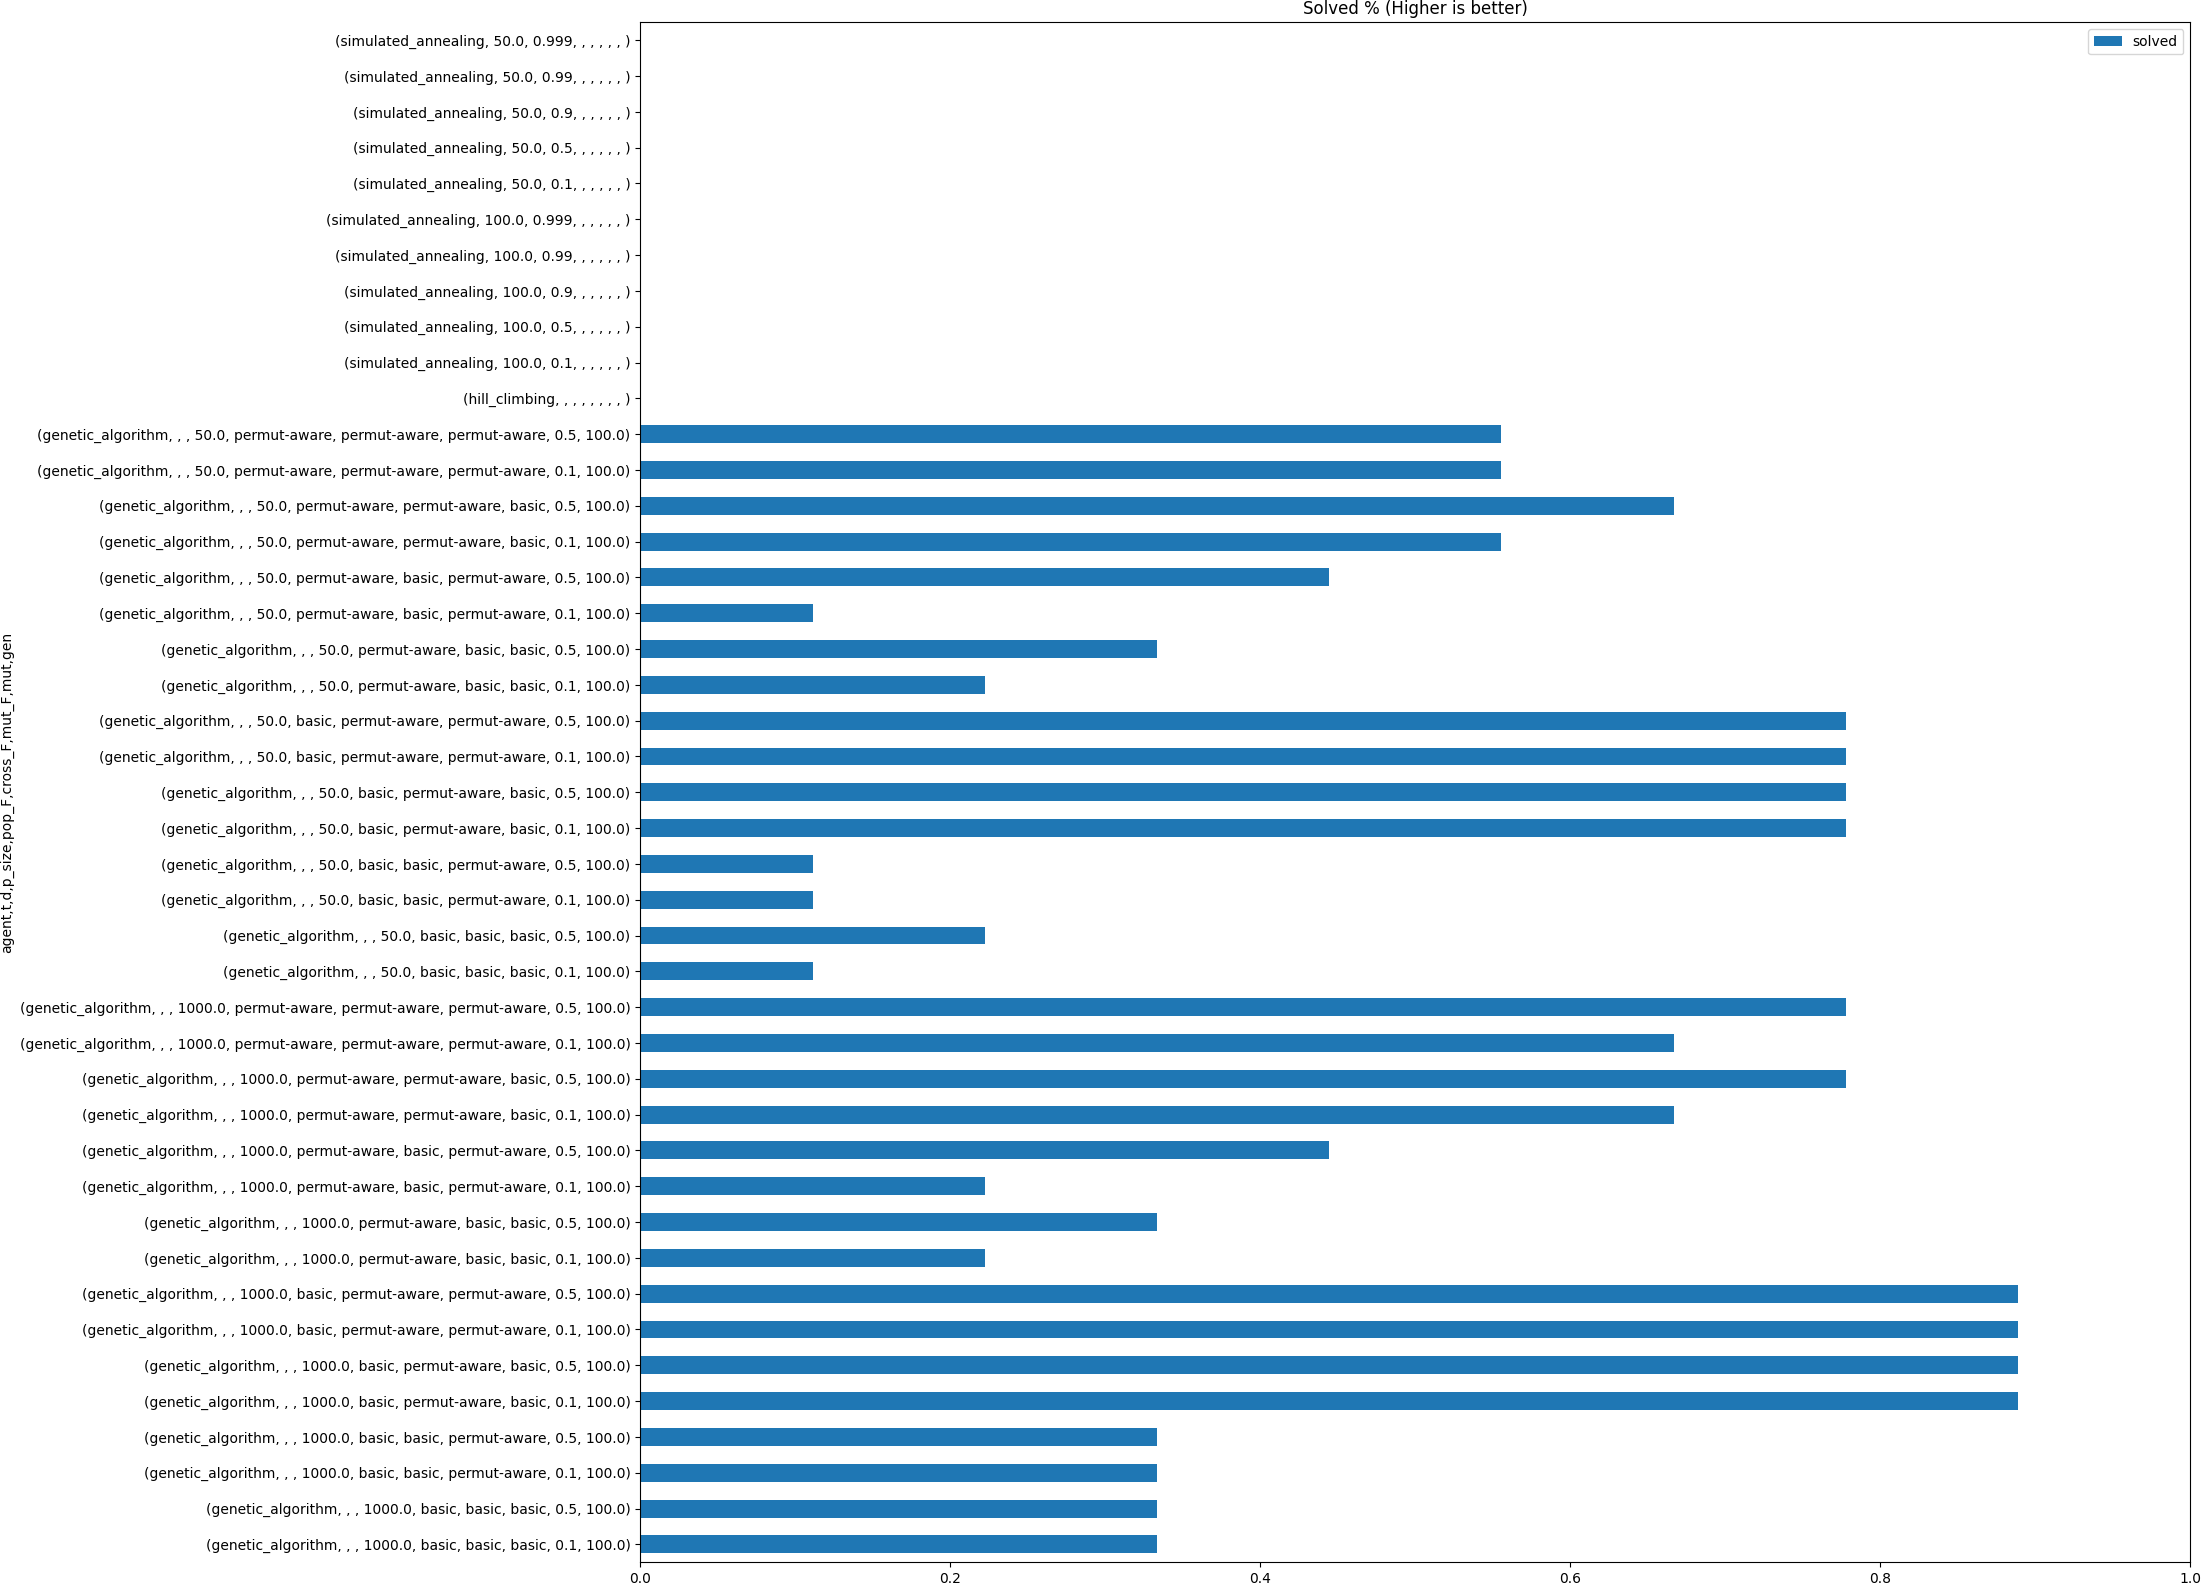 Solved % (Higher is better)
solved
agent,t,d,p_size,pop_F,cross_F,mut_F,mut,gen
(simulated_annealing, 50.0, 0.999, , , , , , )
(simulated_annealing, 50.0, 0.99, , , , , , )
(simulated_annealing, 50.0, 0.9, , , , , , )
(simulated_annealing, 50.0, 0.5, , , , , , )
(simulated_annealing, 50.0, 0.1, , , , , , )
(simulated_annealing, 100.0, 0.999, , , , , , )
(simulated_annealing, 100.0, 0.99, , , , , , )
(simulated_annealing, 100.0, 0.9, , , , , , )
(simulated_annealing, 100.0, 0.5, , , , , , )
(simulated_annealing, 100.0, 0.1, , , , , , )
(hill_climbing, , , , , , , , )
(genetic_algorithm, , , 50.0, permut-aware, permut-aware, permut-aware, 0.5, 100.0)
(genetic_algorithm, , , 50.0, permut-aware, permut-aware, permut-aware, 0.1, 100.0)
(genetic_algorithm, , , 50.0, permut-aware, permut-aware, basic, 0.5, 100.0)
(genetic_algorithm, , , 50.0, permut-aware, permut-aware, basic, 0.1, 100.0)
(genetic_algorithm, , , 50.0, permut-aware, basic, permut-aware, 0.5, 100.0)
(genetic_algorithm, , , 50.0, permut-aware, basic, permut-aware, 0.1, 100.0)
(genetic_algorithm, , , 50.0, permut-aware, basic, basic, 0.5, 100.0)
(genetic_algorithm, , , 50.0, permut-aware, basic, basic, 0.1, 100.0)
(genetic_algorithm, , , 50.0, basic, permut-aware, permut-aware, 0.5, 100.0)
(genetic_algorithm, , , 50.0, basic, permut-aware, permut-aware, 0.1, 100.0)
(genetic_algorithm, , , 50.0, basic, permut-aware, basic, 0.5, 100.0)
(genetic_algorithm, , , 50.0, basic, permut-aware, basic, 0.1, 100.0)
(genetic_algorithm, , , 50.0, basic, basic, permut-aware, 0.5, 100.0)
(genetic_algorithm, , , 50.0, basic, basic, permut-aware, 0.1, 100.0)
(genetic_algorithm, , , 50.0, basic, basic, basic, 0.5, 100.0)
(genetic_algorithm, , , 50.0, basic, basic, basic, 0.1, 100.0)
(genetic_algorithm, , , 1000.0, permut-aware, permut-aware, permut-aware, 0.5, 100.0)
(genetic_algorithm, , , 1000.0, permut-aware, permut-aware, permut-aware, 0.1, 100.0)
(genetic_algorithm, , , 1000.0, permut-aware, permut-aware, basic, 0.5, 100.0)
(genetic_algorithm, , , 1000.0, permut-aware, permut-aware, basic, 0.1, 100.0)
(genetic_algorithm, , , 1000.0, permut-aware, basic, permut-aware, 0.5, 100.0)
(genetic_algorithm, , , 1000.0, permut-aware, basic, permut-aware, 0.1, 100.0)
(genetic_algorithm, , , 1000.0, permut-aware, basic, basic, 0.5, 100.0)
(genetic_algorithm, , , 1000.0, permut-aware, basic, basic, 0.1, 100.0)
(genetic_algorithm, , , 1000.0, basic, permut-aware, permut-aware, 0.5, 100.0)
(genetic_algorithm, , , 1000.0, basic, permut-aware, permut-aware, 0.1, 100.0)
(genetic_algorithm, , , 1000.0, basic, permut-aware, basic, 0.5, 100.0)
(genetic_algorithm, , , 1000.0, basic, permut-aware, basic, 0.1, 100.0)
(genetic_algorithm, , , 1000.0, basic, basic, permut-aware, 0.5, 100.0)
(genetic_algorithm, , , 1000.0, basic, basic, permut-aware, 0.1, 100.0)
(genetic_algorithm, , , 1000.0, basic, basic, basic, 0.5, 100.0)
(genetic_algorithm, , , 1000.0, basic, basic, basic, 0.1, 100.0)
0.0 0.2 0.4 0.6 0.8 1.0